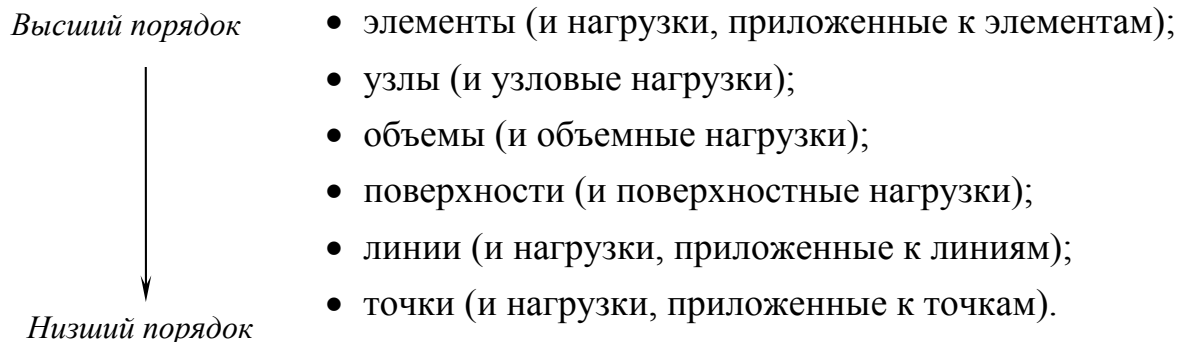 Высший порядок
• элементы (и нагрузки, приложенные к элементам);
• узлы (и узловые нагрузки);
• объемы (и объемные нагрузки);
• поверхности (и поверхностные нагрузки);
• линии (и нагрузки, приложенные к линиям);
• точки (и нагрузки, приложенные к точкам).
Низший порядок